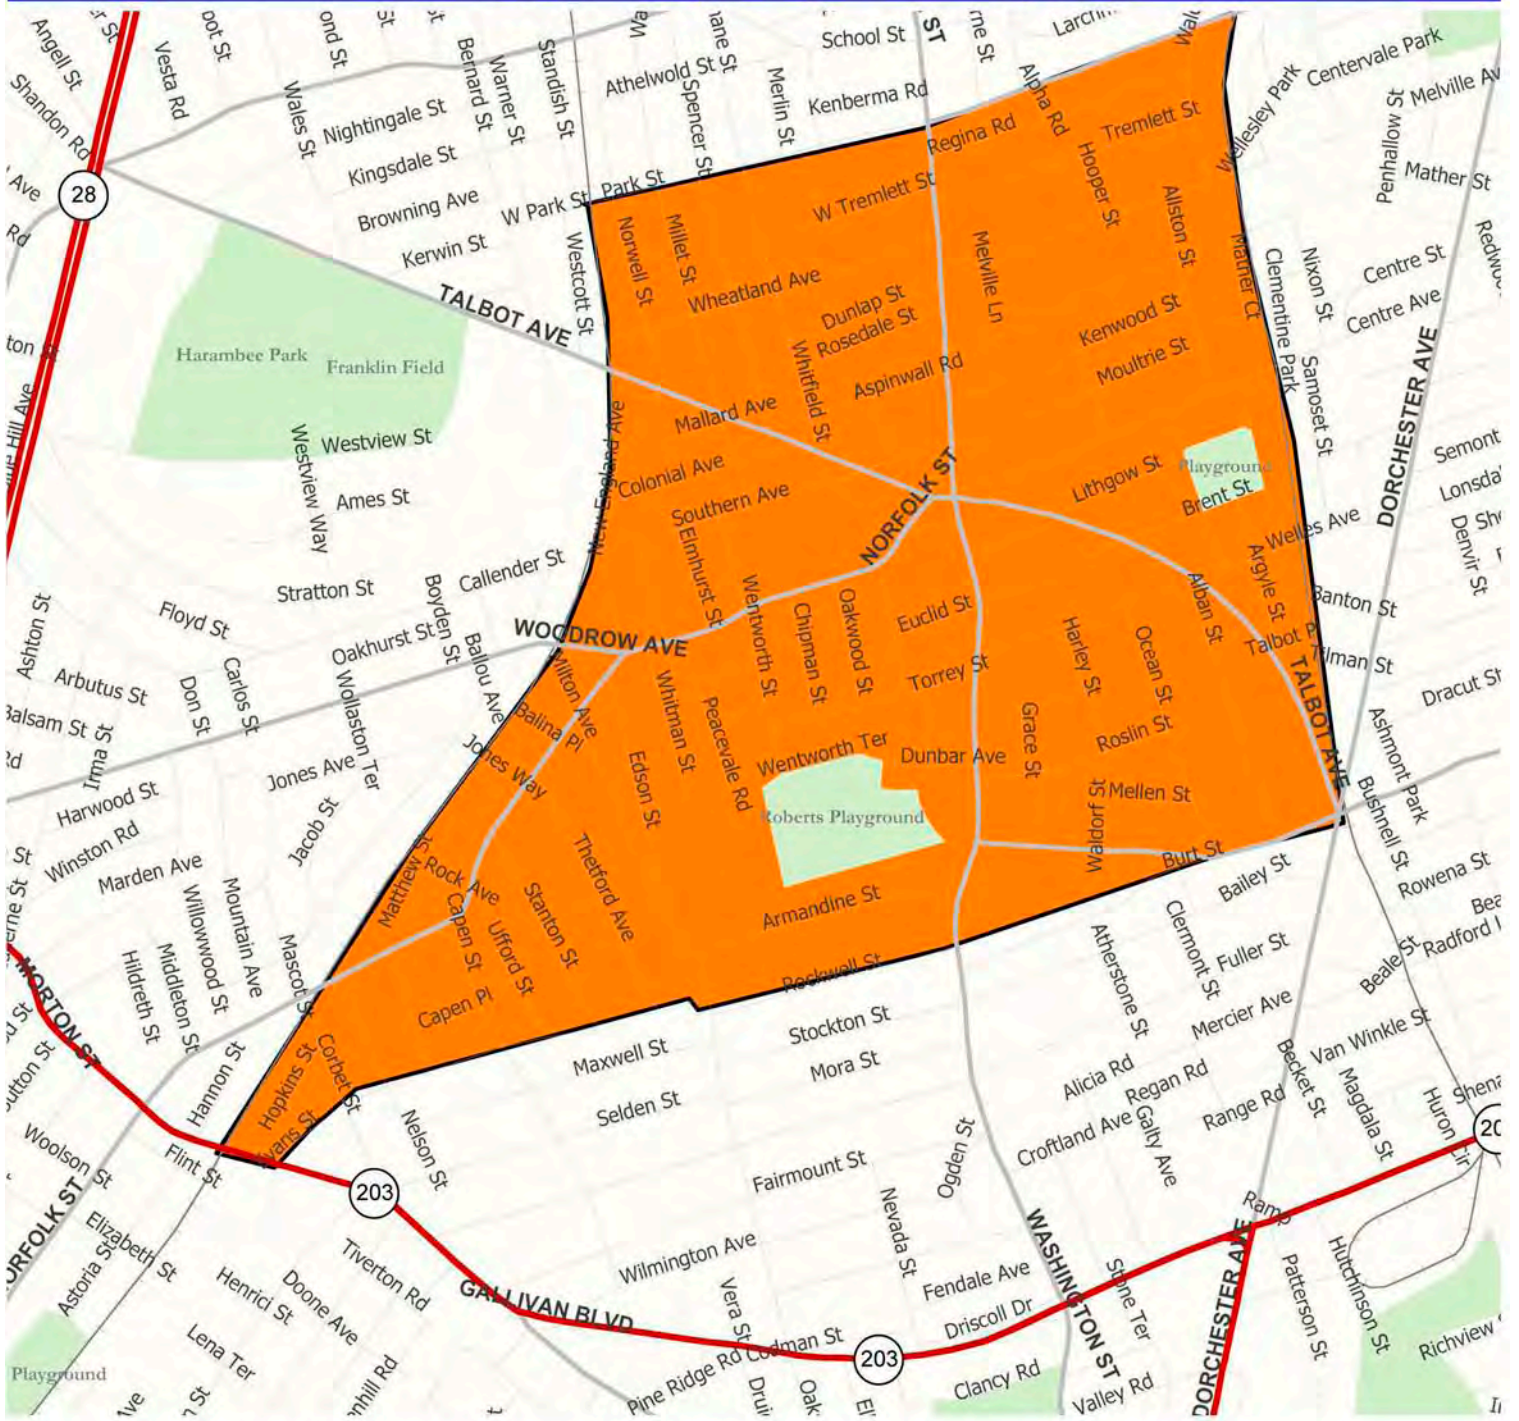 Angell St
Vesta Rd
ond St
St
St
Bernard St
Warner St
Standish St
Athelwold St
School St
ST
Alpha Rd
Centervale Park
Shandon Rd
Wales St
Nightingale St
Spencer St
Merlin St
Kenberma Rd
Regina Rd
Tremlett St
Wellesley Park
Penhallow St
Melville Av
28
Kingsdale St
Mather St
Ave
Browning Ave
W Park St
Park St
W Tremlett St
Hooper St
Allston St
Rd
Kerwin St
Westcott St
Norwell St
Millet St
Melville Ln
Mather Ct
Clementine Park
Nixon St
Centre St
TALBOT AVE
Wheatland Ave
Dunlap St
Rosedale St
Kenwood St
Centre Ave
Harambee Park
Franklin Field
Whitfield St
Aspinwall Rd
Moultrie St
Samoset St
DORCHESTER AVE
Mallard Ave
Westview St
Westview Way
New England Ave
Colonial Ave
Lithgow St
Playground
Ames St
Southern Ave
NORFOLK ST
Brent St
Welles Ave
Denvir St
Elmhurst St
Argyle St
Callender St
Stratton St
Boyden St
Wentworth St
Chipman St
Oakwood St
Euclid St
Alban St
Banton St
Ashton St
Floyd St
Oakhurst St
Ballou Ave
WOODROW AVE
Harley St
Ocean St
Tilman St
Arbutus St
Don St
Carlos St
Wollaston Ter
Milton Ave
Whitman St
Torrey St
TALBOT AVE
Dracut St
Balsam St
Irma St
Balina Pl
Peacevale Rd
Grace St
Roslin St
Ashmont Park
Jones Ave
Jones Way
Edson St
Wentworth Ter
Dunbar Ave
Harwood St
Roberts Playground
Waldorf St
Mellen St
Bushnell St
Winston Rd
Jacob St
Matthew St
Rock Ave
Thetford Ave
Burt St
Bailey St
Rowena St
St
Marden Ave
Willowwood St
Mountain Ave
Capen St
Stanton St
Armandine St
Ufford St
Atherstone St
Clermont St
Fuller St
Beale St
MORTON ST
Hildreth St
Middleton St
Mascot St
Capen Pl
Rockwell St
Stockton St
Mercier Ave
Van Winkle St
Hannon St
Hopkins St
Corbet St
Maxwell St
Mora St
Alicia Rd
Regan Rd
Becket St
Magdala St
Huron Cir
Selden St
Range Rd
Woolson St
Flint St
Evans St
Nelson St
Ogden St
Croftland Ave
Galty Ave
203
Fairmount St
Nevada St
Ramp
Elizabeth St
Astoria St
Henrici St
Doone Ave
Tiverton Rd
GALLIVAN BLVD
Wilmington Ave
Vera St
Fendale Ave
WASHINGTON ST
Stone Ter
DORCHESTER AVE
Patterson St
Hutchinson St
Driscoll Dr
Lena Ter
Codman St
203
Richview
Playground
Pine Ridge Rd
Clancy Rd
Valley Rd